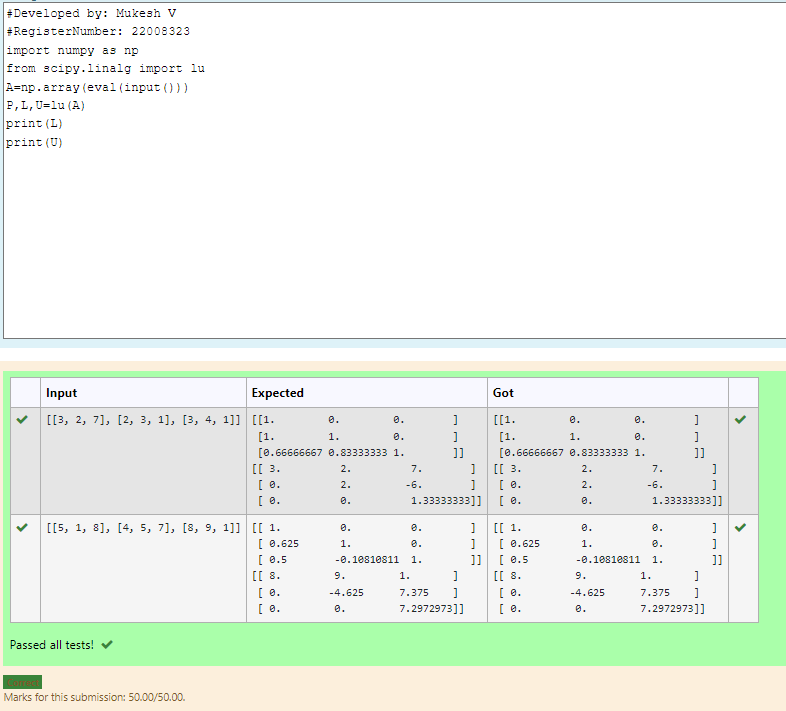 #Developed by: Mukesh V
#RegisterNumber: 22008323
import numpy as np
from scipy.linalg import lu
A=np.array(eval(input()))
P,L,U=lu(A)
print(L)
print(U)
Input Expected Got
[[3, 2, 7], [2, 3, 1], [3, 4, 1]] [[1. 0. 0. ] [[1. 0. 0. ]
[1. 1. 0. ] [1. 1. 0. ]
[0.66666667 0.83333333 1. ]] [0.66666667 0.83333333 1. ]]
[[ 3. 2. 7. ] [[ 3. 2. 7. ]
[ 0. 2. -6. ] [ 0. 2. -6. ]
[ 0. 0. 1.33333333]] [ 0. 0. 1.33333333]]
[[5, 1, 8], [4, 5, 7], [8, 9, 1]] [[ 1. 0. 0. ] [[ 1. 0. 0. ]
[ 0.625 1. 0. ] [ 0.625 1. 0. ]
[ 0.5 -0.10810811 1. ]] [ 0.5 -0.10810811 1. ]]
[[ 8. 9. 1. ] [[ 8. 9. 1. ]
[ 0. -4.625 7.375 ] [ 0. -4.625 7.375 ]
[ 0. 0. 7.2972973]] [ 0. 0. 7.2972973]]
Passed all tests!
Marks for this submission: 50.00/50.00.